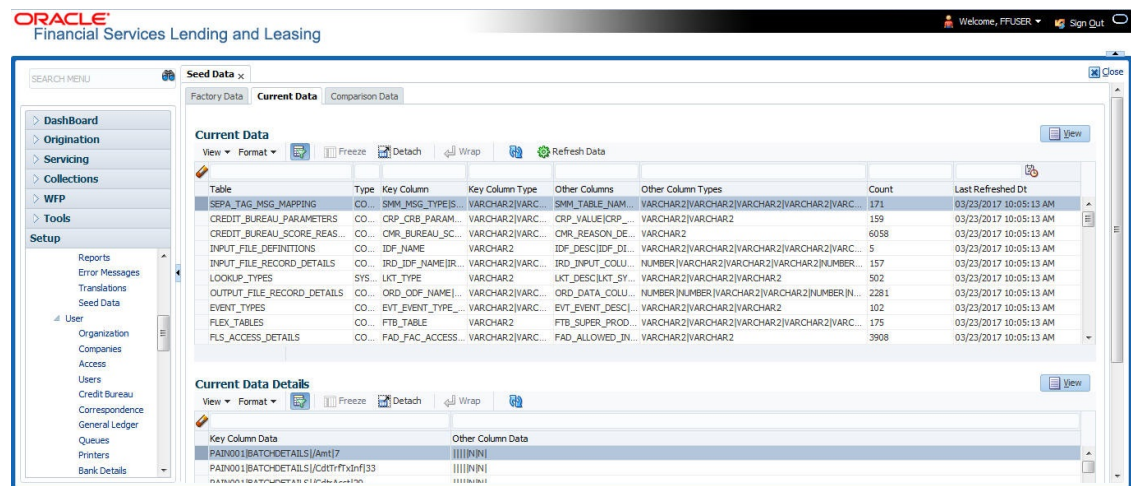 ORACLE
Financial Services Lending and Leasing
Welcome, FFUSER
Sign Out
SEARCH MENU
DashBoard
Origination
Servicing
Collections
WFP
Tools
Setup
Reports
Error Messages
Translations
Seed Data
User
Organization
Companies
Access
Users
Credit Bureau
Correspondence
General Ledger
Queues
Printers
Bank Details
Seed Data x
Close
Factory Data Current Data Comparison Data
Current Data
View
View Format Freeze Detach Wrap Refresh Data
Table Type Key Column Key Column Type Other Columns Other Column Types Count Last Refreshed Dt
SEPA_TAG_MSG_MAPPING CO... SMM_MSG_TYPE|S... VARCHAR2|VARC... SMM_TABLE_NAM... VARCHAR2|VARCHAR2|VARCHAR2|VARCHAR2|VARC... 171 03/23/2017 10:05:13 AM
CREDIT_BUREAU_PARAMETERS CO... CRP_CRB_PARAM... VARCHAR2|VARC... CRP_VALUE|CRP_... VARCHAR2|VARCHAR2 159 03/23/2017 10:05:13 AM
CREDIT_BUREAU_SCORE_REAS... CO... CMR_BUREAU_SC... VARCHAR2|VARC... CMR_REASON_DE... VARCHAR2 6058 03/23/2017 10:05:13 AM
INPUT_FILE_DEFINITIONS CO... IDF_NAME VARCHAR2 IDF_DESC|IDF_DI... VARCHAR2|VARCHAR2|VARCHAR2|VARCHAR2|VARC... 5 03/23/2017 10:05:13 AM
INPUT_FILE_RECORD_DETAILS CO... IRD_IDF_NAME|IR... VARCHAR2|VARC... IRD_INPUT_COLU... NUMBER|VARCHAR2|VARCHAR2|VARCHAR2|NUMBER... 157 03/23/2017 10:05:13 AM
LOOKUP_TYPES SYS... LKT_TYPE VARCHAR2 LKT_DESC|LKT_SY... VARCHAR2|VARCHAR2|VARCHAR2 502 03/23/2017 10:05:13 AM
OUTPUT_FILE_RECORD_DETAILS CO... ORD_ODF_NAME|... VARCHAR2|VARC... ORD_DATA_COLU... NUMBER|NUMBER|VARCHAR2|VARCHAR2|NUMBER|N... 2281 03/23/2017 10:05:13 AM
EVENT_TYPES CO... EVT_EVENT_TYPE_... VARCHAR2|VARC... EVT_EVENT_DESC|... VARCHAR2|VARCHAR2|VARCHAR2 102 03/23/2017 10:05:13 AM
FLEX_TABLES CO... FTB_TABLE VARCHAR2 FTB_SUPER_PROD... VARCHAR2|VARCHAR2|VARCHAR2|VARCHAR2|VARC... 175 03/23/2017 10:05:13 AM
FLS_ACCESS_DETAILS CO... FAD_FAC_ACCESS... VARCHAR2|VARC... FAD_ALLOWED_IN... VARCHAR2|VARCHAR2 3908 03/23/2017 10:05:13 AM
Current Data Details
View
View Format Freeze Detach Wrap
Key Column Data Other Column Data
PAIN001|BATCHDETAILS|/Amt|7 |||||N|N|
PAIN001|BATCHDETAILS|/CdtTrfTxInf|33 |||||N|N|
PAIN001|BATCHDETAILS|/CdtrAcct|20 |||||N|N|